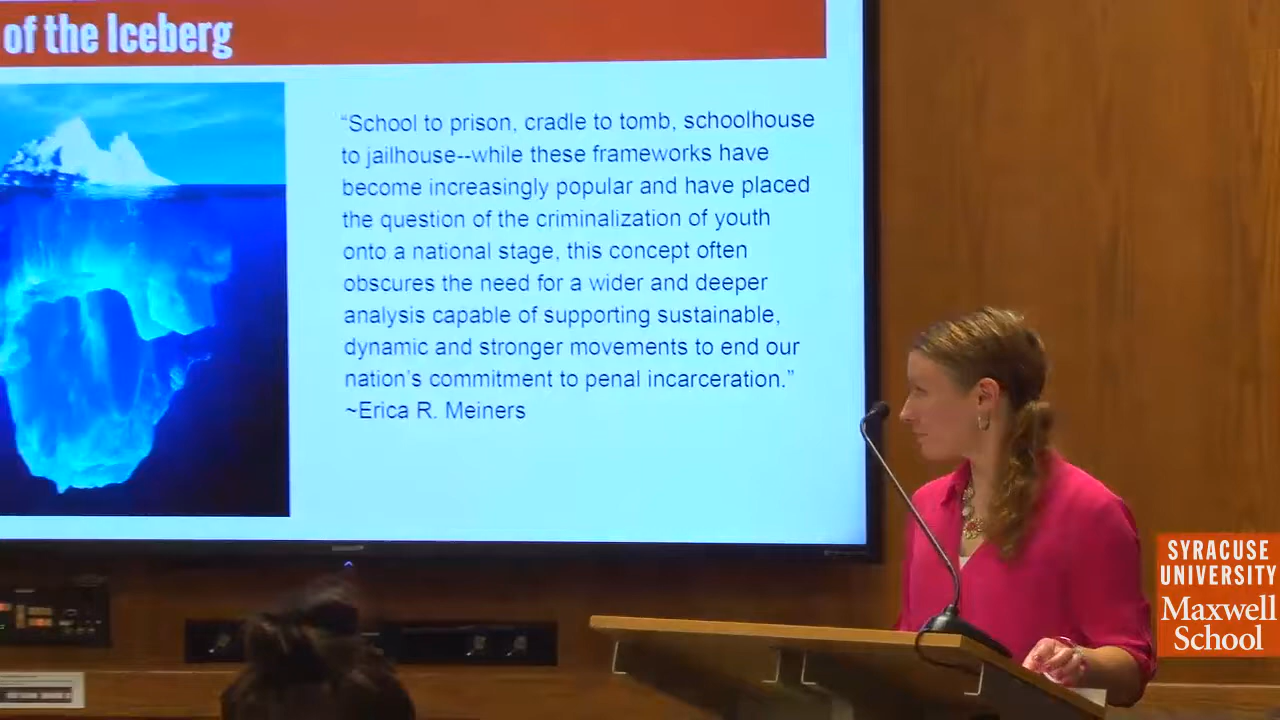 of the Iceberg
“School to prison, cradle to tomb, schoolhouse
to jailhouse--while these frameworks have
become increasingly popular and have placed
the question of the criminalization of youth
onto a national stage, this concept often
obscures the need for a wider and deeper
analysis capable of supporting sustainable,
dynamic and stronger movements to end our
nation’s commitment to penal incarceration.”
~Erica R. Meiners
SYRACUSE
UNIVERSITY
Maxwell
School